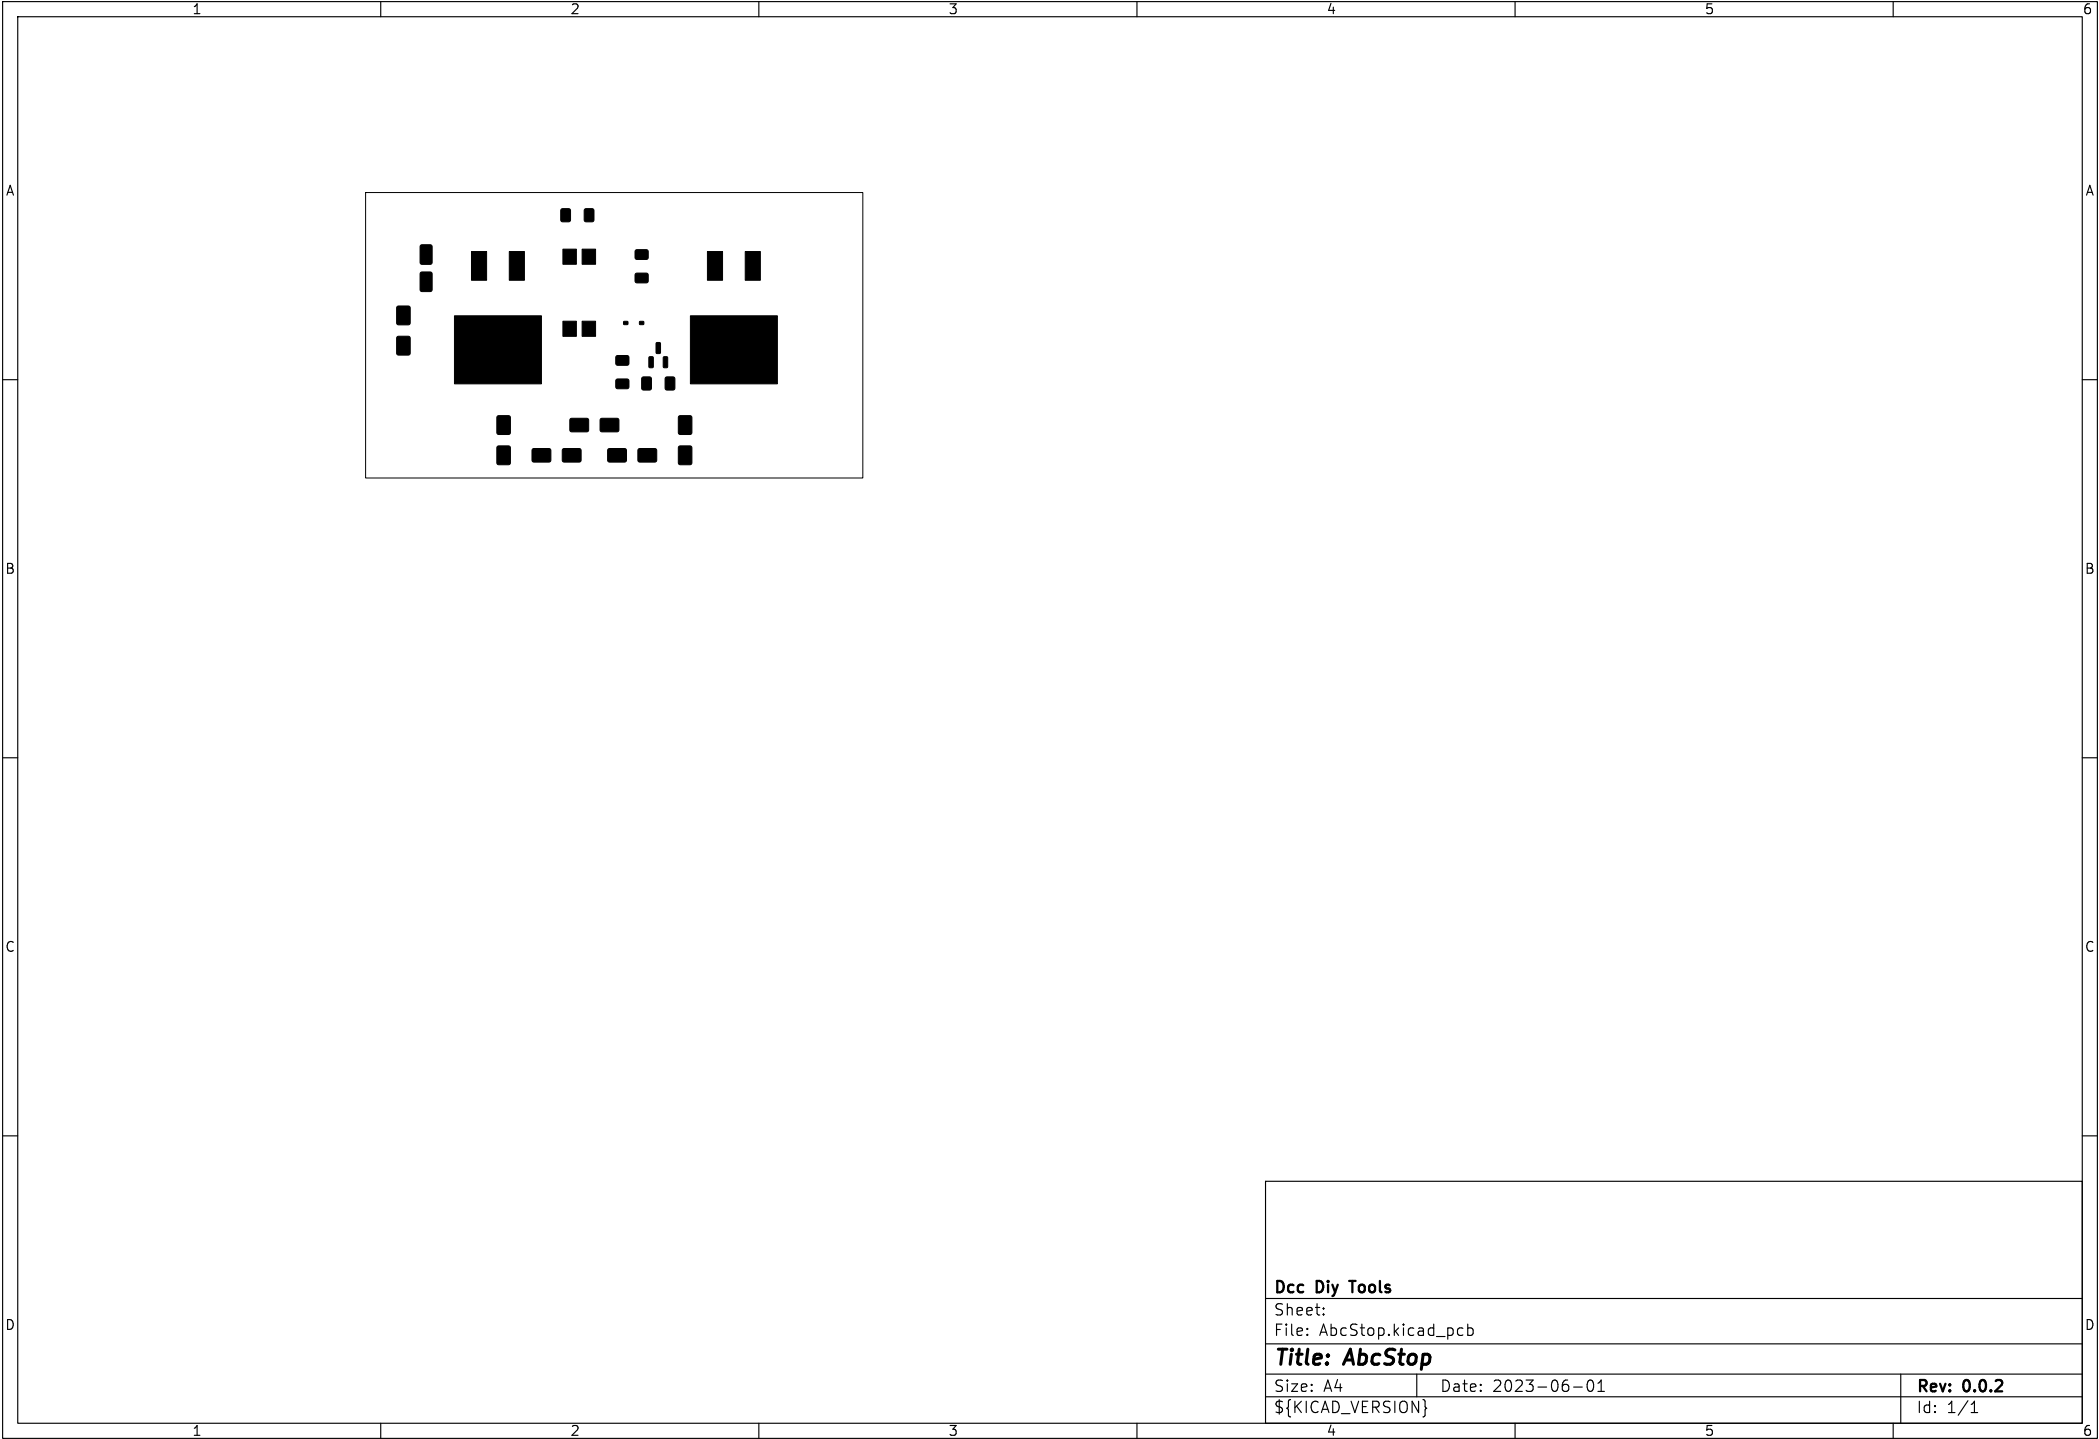 1 2 3 4 5 6
A A
B B
C C
D D
Dcc Diy Tools
Sheet:
File: AbcStop.kicad_pcb
Title: AbcStop
Size: A4 Date: 2023-06-01 Rev: 0.0.2
${KICAD_VERSION} Id: 1/1
1 2 3 4 5 6